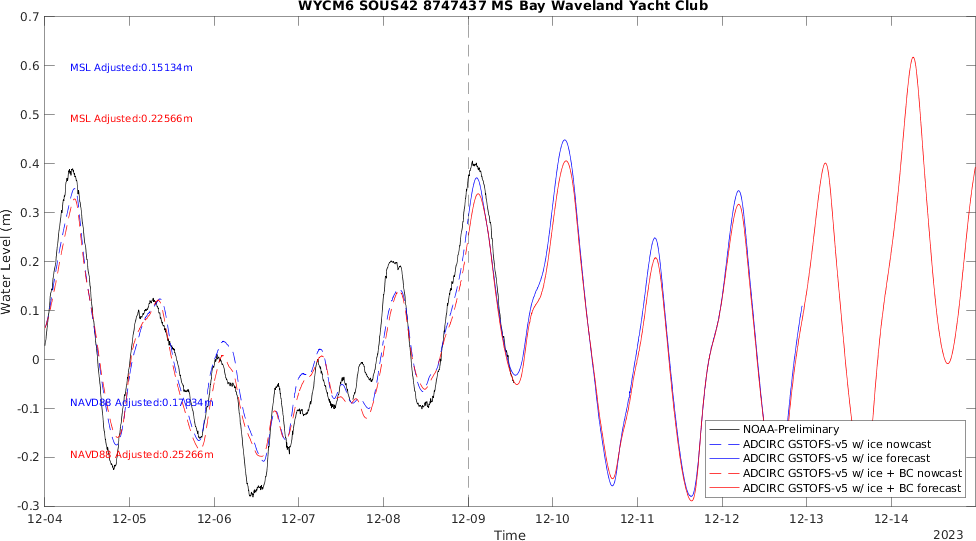 WYCM6 SOUS42 8747437 MS Bay Waveland Yacht Club
0.7
0.6
0.5
0.4
0.3
0.2
0.1
0
-0.1
-0.2
-0.3
Water Level (m)
MSL Adjusted:0.15134m
MSL Adjusted:0.22566m
NAVD88 Adjusted:0.17834m
NAVD88 Adjusted:0.25266m
NOAA-Preliminary
ADCIRC GSTOFS-v5 w/ ice nowcast
ADCIRC GSTOFS-v5 w/ ice forecast
ADCIRC GSTOFS-v5 w/ ice + BC nowcast
ADCIRC GSTOFS-v5 w/ ice + BC forecast
12-04 12-05 12-06 12-07 12-08 12-09 12-10 12-11 12-12 12-13 12-14
Time
2023